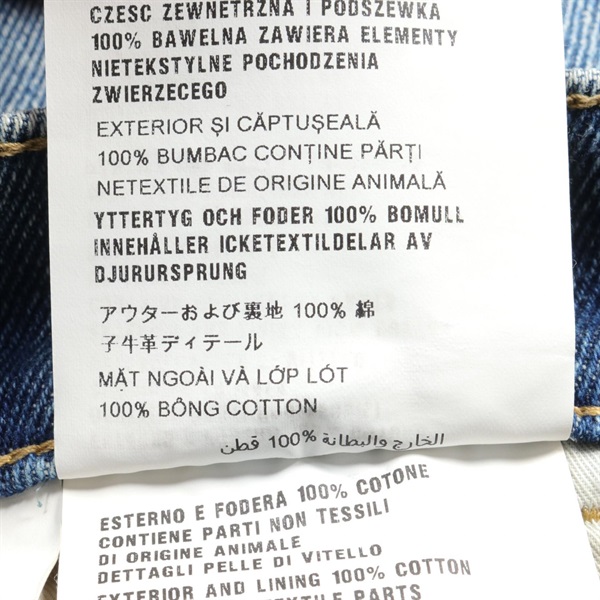 CZESC ZEWNETRZNA I PODSZEWKA
100% BAWELNA ZAWIERA ELEMENTY
NIETEKSTYLNE POCHODZENIA
ZWIERZECEGO
EXTERIOR ȘI CĂPTUȘEALĂ
100% BUMBAC CONȚINE PĂRȚI
NETEXTILE DE ORIGINE ANIMALĂ
YTTERTYG OCH FODER 100% BOMULL
INNEHÅLLER ICKETEXTILDELAR AV
DJURURSPRUNG
アウターおよび裏地 100% 綿
子牛革ディテール
MẶT NGOÀI VÀ LỚP LÓT
100% BÔNG COTTON
الخارج والبطانة 100% قطن
ESTERNO E FODERA 100% COTONE
CONTIENE PARTI NON TESSILI
DI ORIGINE ANIMALE
DETTAGLI PELLE DI VITELLO
EXTERIOR AND LINING 100% COTTON
TEXTILE PARTS